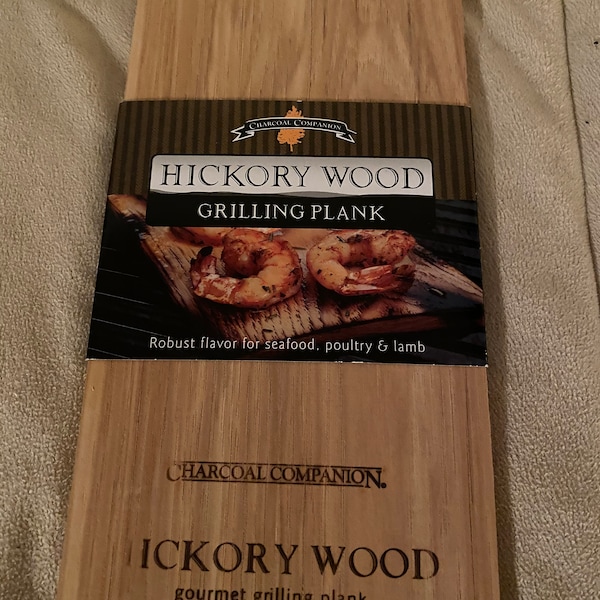 CHARCOAL COMPANION
HICKORY WOOD
GRILLING PLANK
Robust flavor for seafood, poultry & lamb
CHARCOAL COMPANION®
ICKORY WOOD
gourmet grilling plank